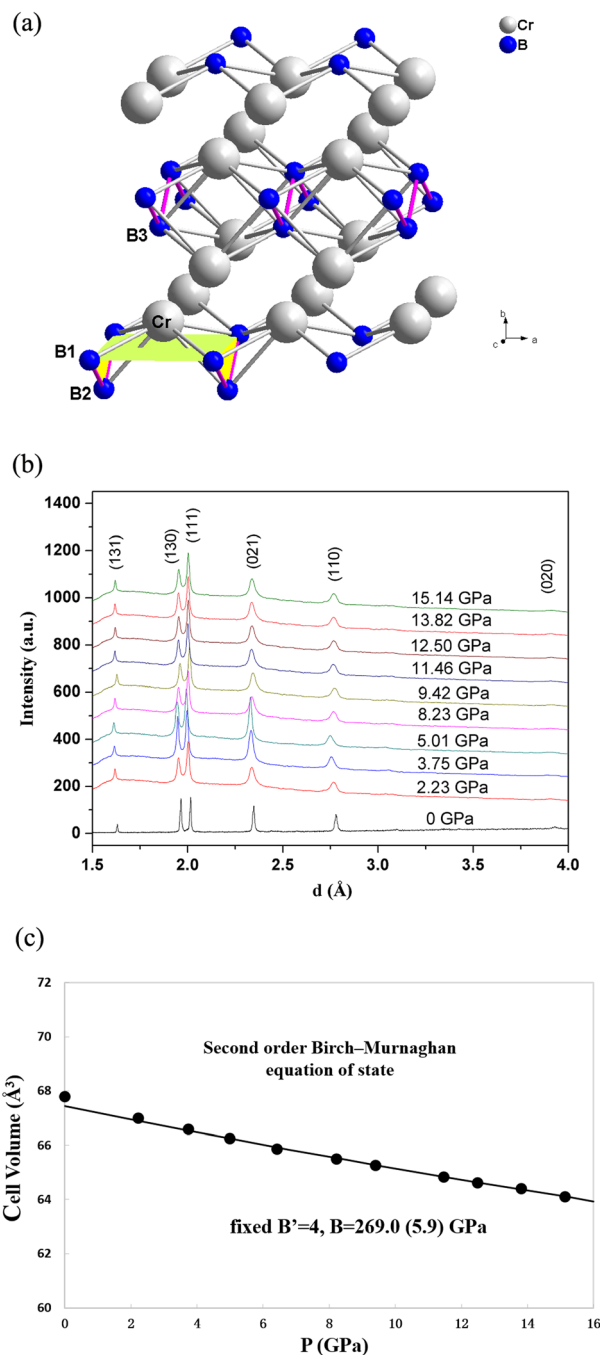 (a)
Cr
B
B3
Cr
B1
B2
b
c
a
(b)
1400
1200
1000
800
600
400
200
0
Intensity (a.u.)
(131)
(130)
(111)
(021)
(110)
(020)
15.14 GPa
13.82 GPa
12.50 GPa
11.46 GPa
9.42 GPa
8.23 GPa
5.01 GPa
3.75 GPa
2.23 GPa
0 GPa
1.5 2.0 2.5 3.0 3.5 4.0
d (Å)
(c)
72
70
68
66
64
62
60
Cell Volume (Å³)
Second order Birch–Murnaghan
equation of state
fixed B’=4, B=269.0 (5.9) GPa
0 2 4 6 8 10 12 14 16
P (GPa)